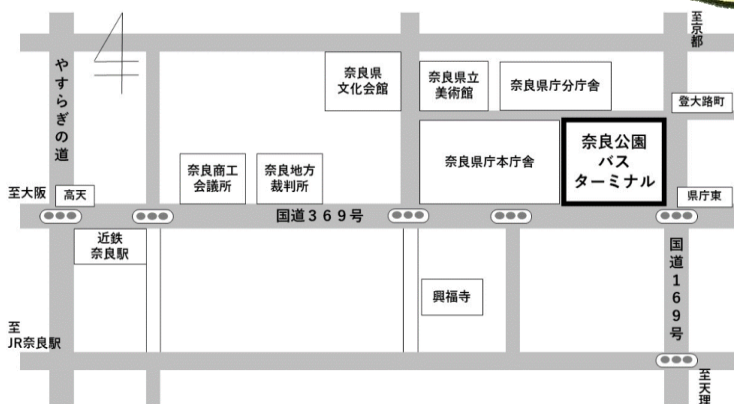 至京都
やすらぎの道
奈良県
文化会館
奈良県立
美術館
奈良県庁分庁舎
登大路町
奈良商工
会議所
奈良地方
裁判所
奈良県庁本庁舎
奈良公園
バス
ターミナル
至大阪
高天
県庁東
国道369号
近鉄
奈良駅
国道169号
興福寺
至
JR奈良駅
至天理